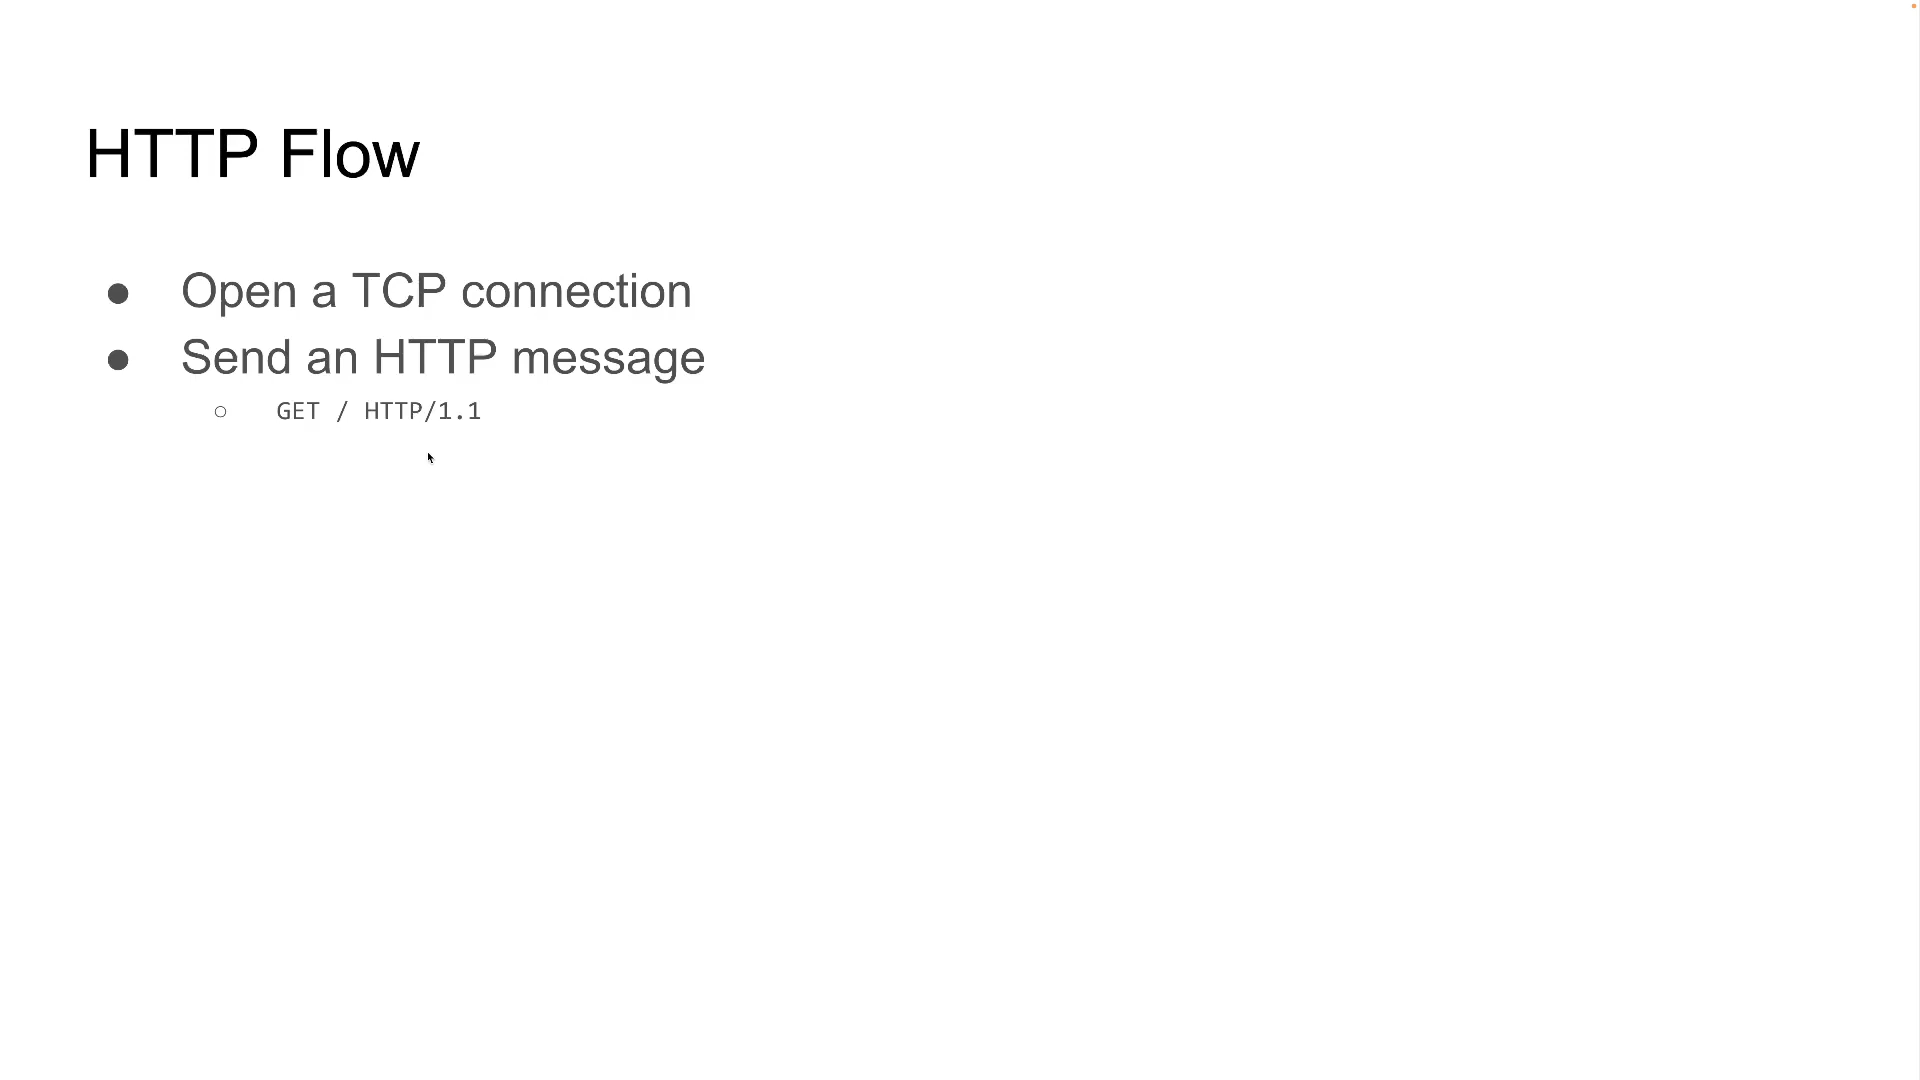 HTTP Flow
● Open a TCP connection
● Send an HTTP message
○ GET / HTTP/1.1